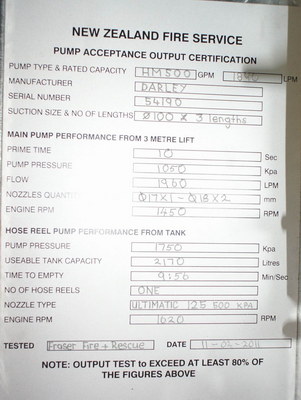 NEW ZEALAND FIRE SERVICE
PUMP ACCEPTANCE OUTPUT CERTIFICATION
PUMP TYPE & RATED CAPACITY HM500 GPM 1890 LPM
MANUFACTURER DARLEY
SERIAL NUMBER 54190
SUCTION SIZE & NO OF LENGTHS Ø100 X 3 lengths
MAIN PUMP PERFORMANCE FROM 3 METRE LIFT
PRIME TIME 10 Sec
PUMP PRESSURE 1050 Kpa
FLOW 1960 LPM
NOZZLES QUANTITY Ø17X1 - Ø18X2 mm
ENGINE RPM 1450 RPM
HOSE REEL PUMP PERFORMANCE FROM TANK
PUMP PRESSURE 1750 Kpa
USEABLE TANK CAPACITY 2170 Litres
TIME TO EMPTY 9:56 Min/Sec
NO OF HOSE REELS ONE
NOZZLE TYPE ULTIMATIC 125 500 KPA
ENGINE RPM 1620 RPM
TESTED Fraser Fire + Rescue DATE 11-02-2011
NOTE: OUTPUT TEST to EXCEED AT LEAST 80% OF
THE FIGURES ABOVE